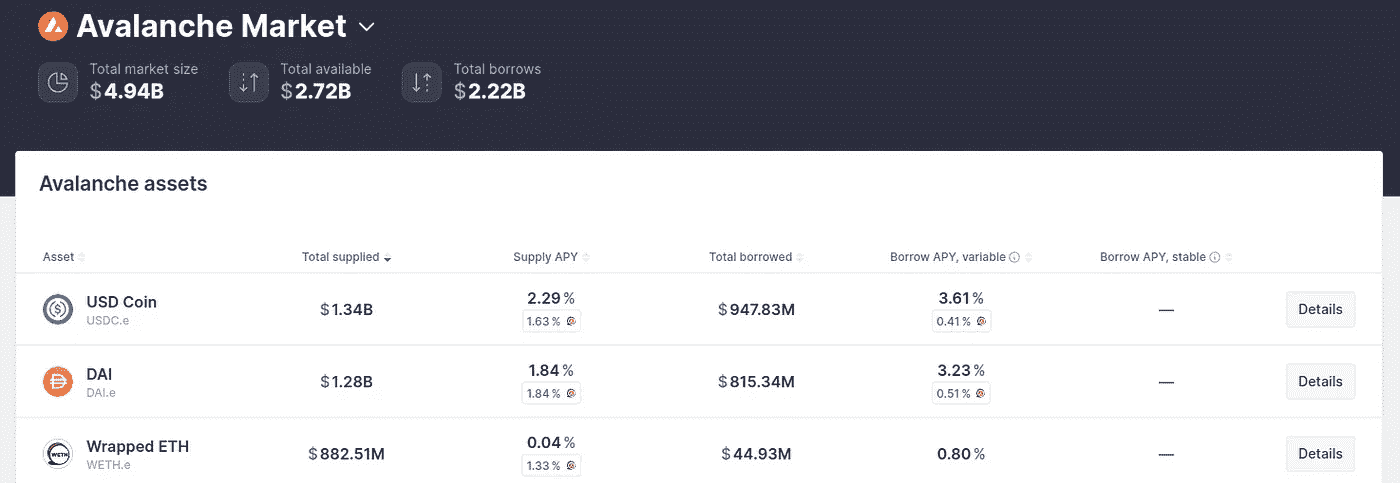 Avalanche Market
Total market size
$4.94B
Total available
$2.72B
Total borrows
$2.22B
Avalanche assets
Asset Total supplied Supply APY Total borrowed Borrow APY, variable Borrow APY, stable
USD Coin
USDC.e
$1.34B
2.29%
1.63%
$947.83M
3.61%
0.41%
—
Details
DAI
DAI.e
$1.28B
1.84%
1.84%
$815.34M
3.23%
0.51%
—
Details
Wrapped ETH
WETH.e
WETH
$882.51M
0.04%
1.33%
$44.93M
0.80%
—
Details